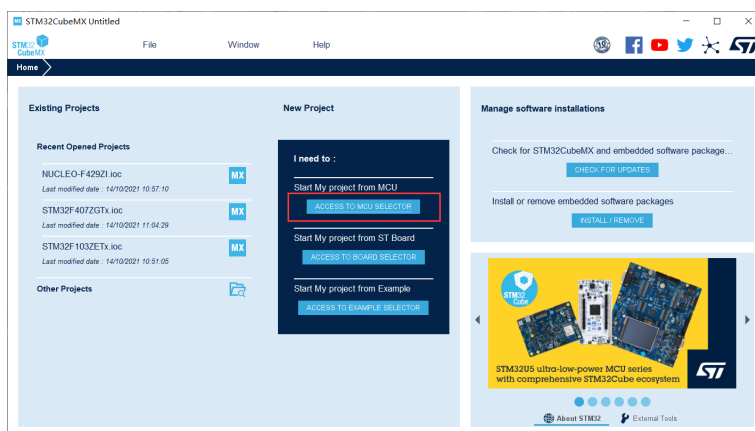 MX STM32CubeMX Untitled
STM32
CubeMX
File
Window
Help
Home
Existing Projects
New Project
Manage software installations
Recent Opened Projects
NUCLEO-F429ZI.ioc
MX
Last modified date : 14/10/2021 10:57:10
STM32F407ZGTx.ioc
MX
Last modified date : 14/10/2021 11:04:29
STM32F103ZETx.ioc
MX
Last modified date : 14/10/2021 10:51:05
Other Projects
I need to :
Start My project from MCU
ACCESS TO MCU SELECTOR
Start My project from ST Board
ACCESS TO BOARD SELECTOR
Start My project from Example
ACCESS TO EXAMPLE SELECTOR
Check for STM32CubeMX and embedded software package...
CHECK FOR UPDATES
Install or remove embedded software packages
INSTALL / REMOVE
STM32
Cube
STM32U5 ultra-low-power MCU series
with comprehensive STM32Cube ecosystem
About STM32
External Tools